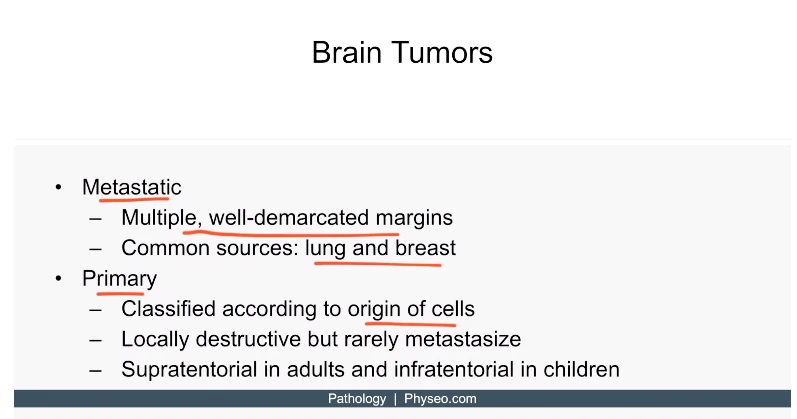 Brain Tumors
• Metastatic
– Multiple, well-demarcated margins
– Common sources: lung and breast
• Primary
– Classified according to origin of cells
– Locally destructive but rarely metastasize
– Supratentorial in adults and infratentorial in children
Pathology | Physeo.com